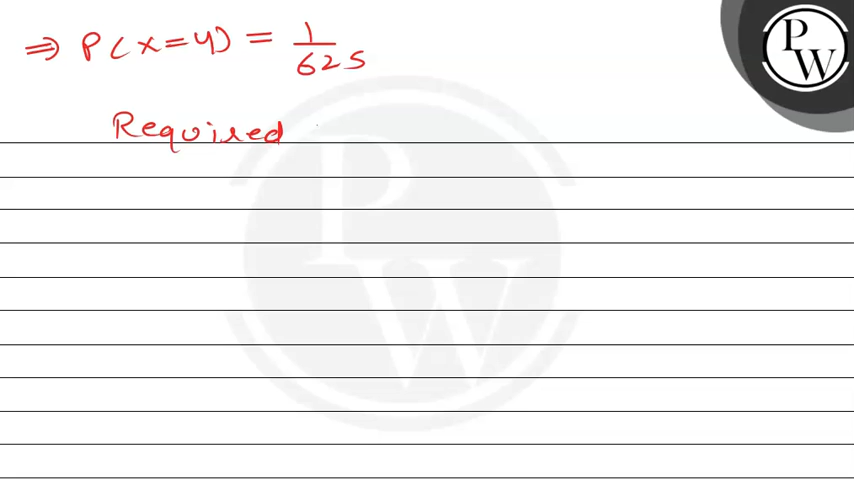 P
W
⇒ P(x=4) = 1/625
Required
P
W